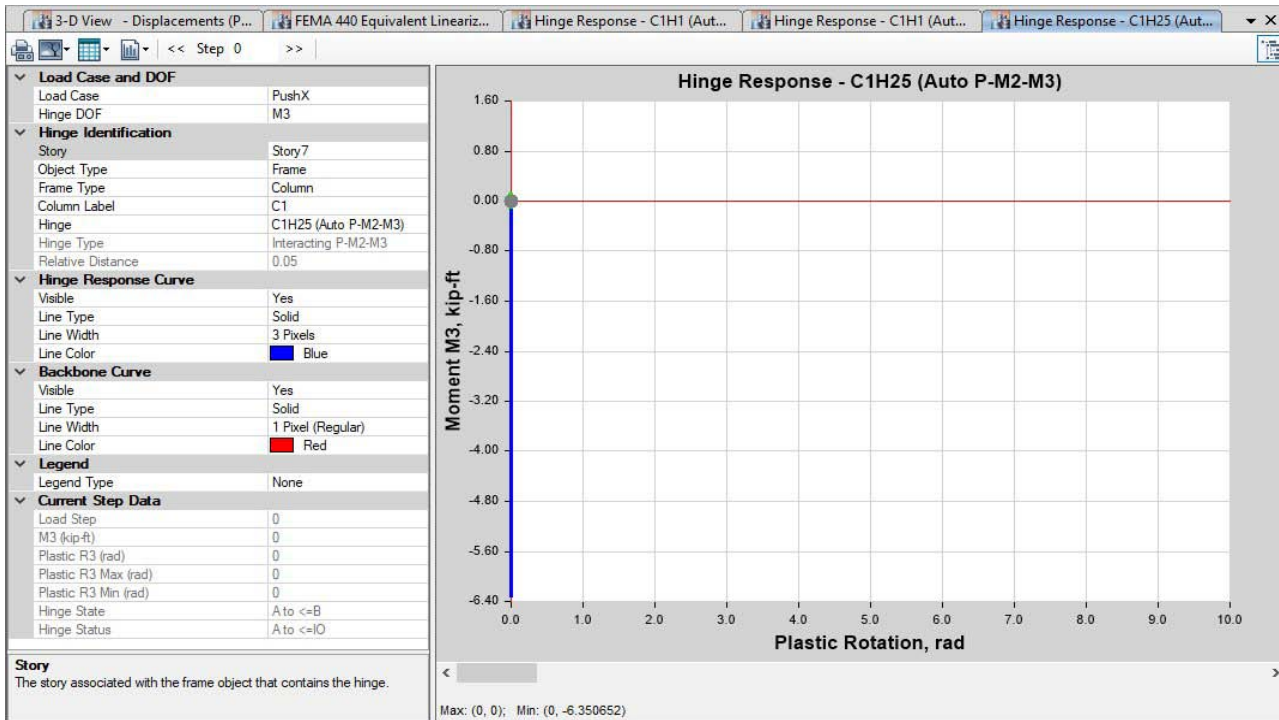 3-D View - Displacements (P...
FEMA 440 Equivalent Lineariz...
Hinge Response - C1H1 (Aut...
Hinge Response - C1H1 (Aut...
Hinge Response - C1H25 (Aut...
<< Step 0 >>
Load Case and DOF
Load Case PushX
Hinge DOF M3
Hinge Identification
Story Story7
Object Type Frame
Frame Type Column
Column Label C1
Hinge C1H25 (Auto P-M2-M3)
Hinge Type Interacting P-M2-M3
Relative Distance 0.05
Hinge Response Curve
Visible Yes
Line Type Solid
Line Width 3 Pixels
Line Color Blue
Backbone Curve
Visible Yes
Line Type Solid
Line Width 1 Pixel (Regular)
Line Color Red
Legend
Legend Type None
Current Step Data
Load Step 0
M3 (kip-ft) 0
Plastic R3 (rad) 0
Plastic R3 Max (rad) 0
Plastic R3 Min (rad) 0
Hinge State A to <=B
Hinge Status A to <=IO
Story
The story associated with the frame object that contains the hinge.
Hinge Response - C1H25 (Auto P-M2-M3)
Moment M3, kip-ft
1.60
0.80
0.00
-0.80
-1.60
-2.40
-3.20
-4.00
-4.80
-5.60
-6.40
0.0 1.0 2.0 3.0 4.0 5.0 6.0 7.0 8.0 9.0 10.0
Plastic Rotation, rad
Max: (0, 0); Min: (0, -6.350652)